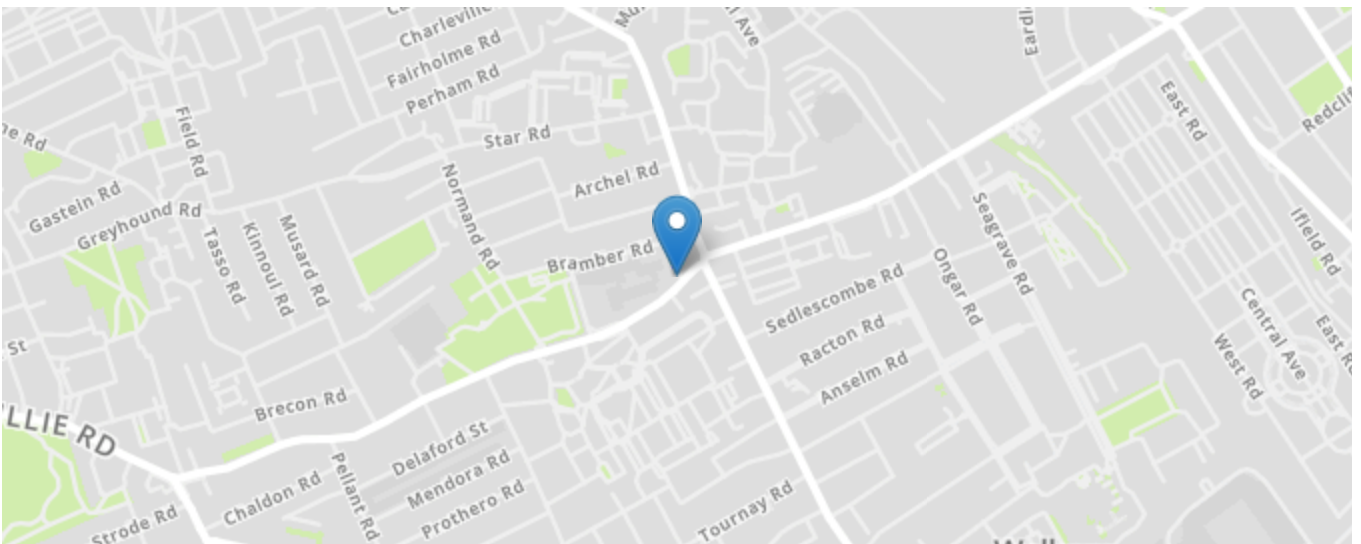 Charleville
Fairholme Rd
Perham Rd
Ave
Star Rd
Field Rd
Archel Rd
Normand Rd
East Rd
Gastein Rd
Greyhound Rd
Tasso Rd
Kinnoul Rd
Musard Rd
Bramber Rd
Seagrave Rd
Ongar Rd
Sedlescombe Rd
Racton Rd
Anselm Rd
Ifield Rd
Central Ave
West Rd
St
LLIE RD
Brecon Rd
Delaford St
Mendora Rd
Prothero Rd
Pellant Rd
Chaldon Rd
Strode Rd
Tournay Rd